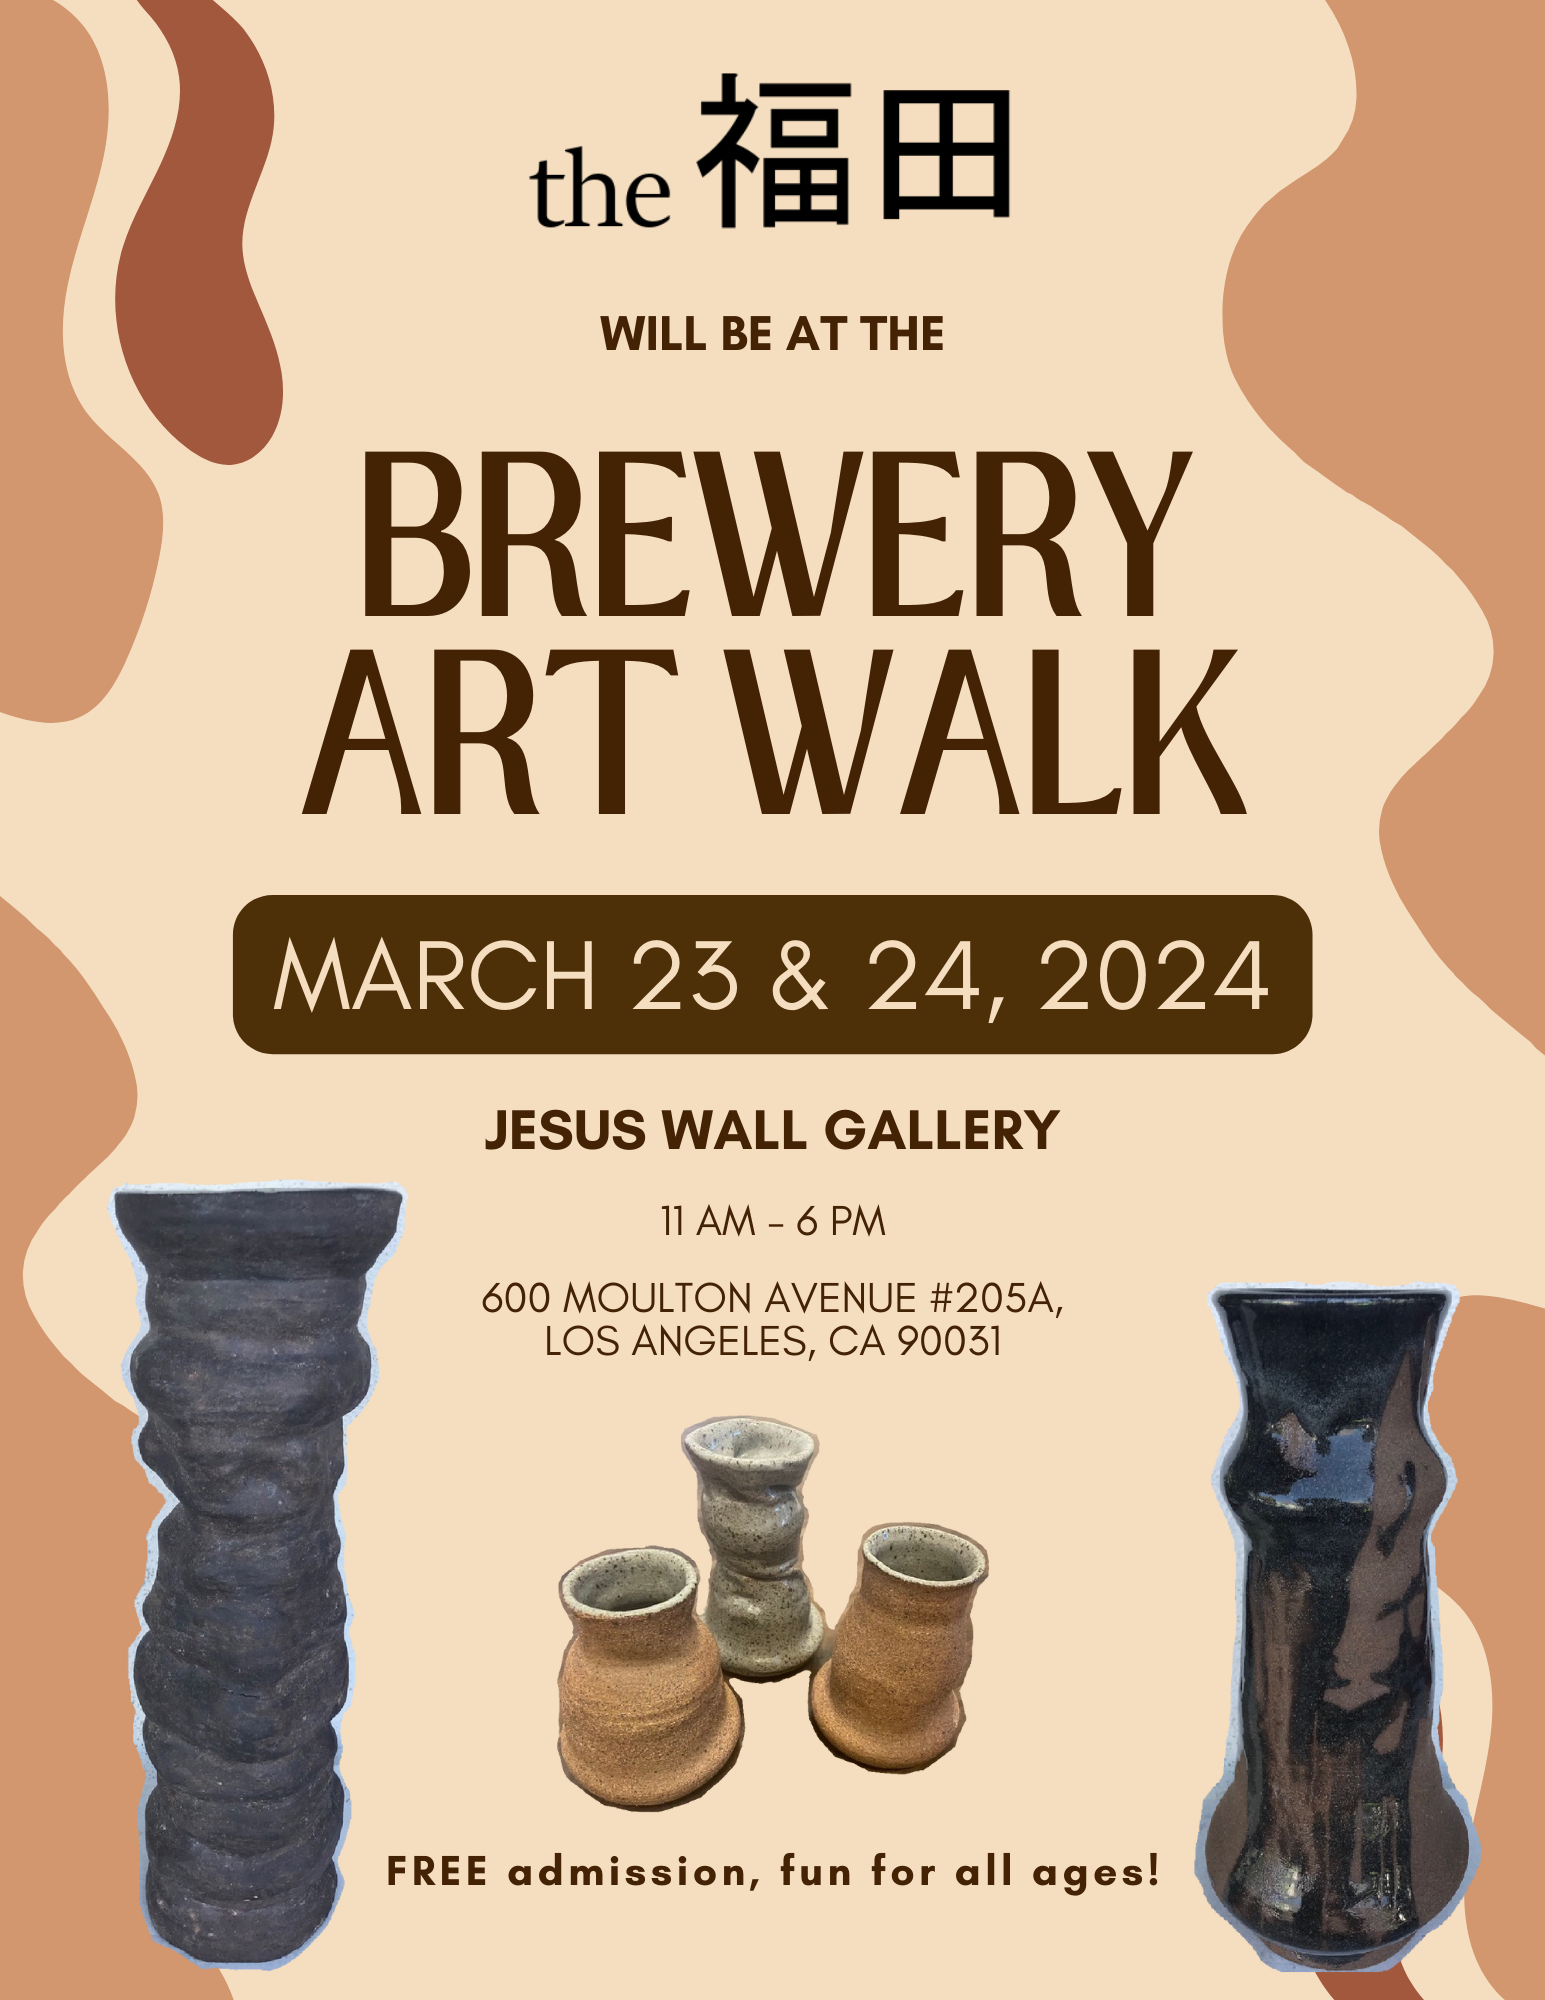 the 福田
WILL BE AT THE
BREWERY
ART WALK
MARCH 23 & 24, 2024
JESUS WALL GALLERY
11 AM - 6 PM
600 MOULTON AVENUE #205A,
LOS ANGELES, CA 90031
FREE admission, fun for all ages!